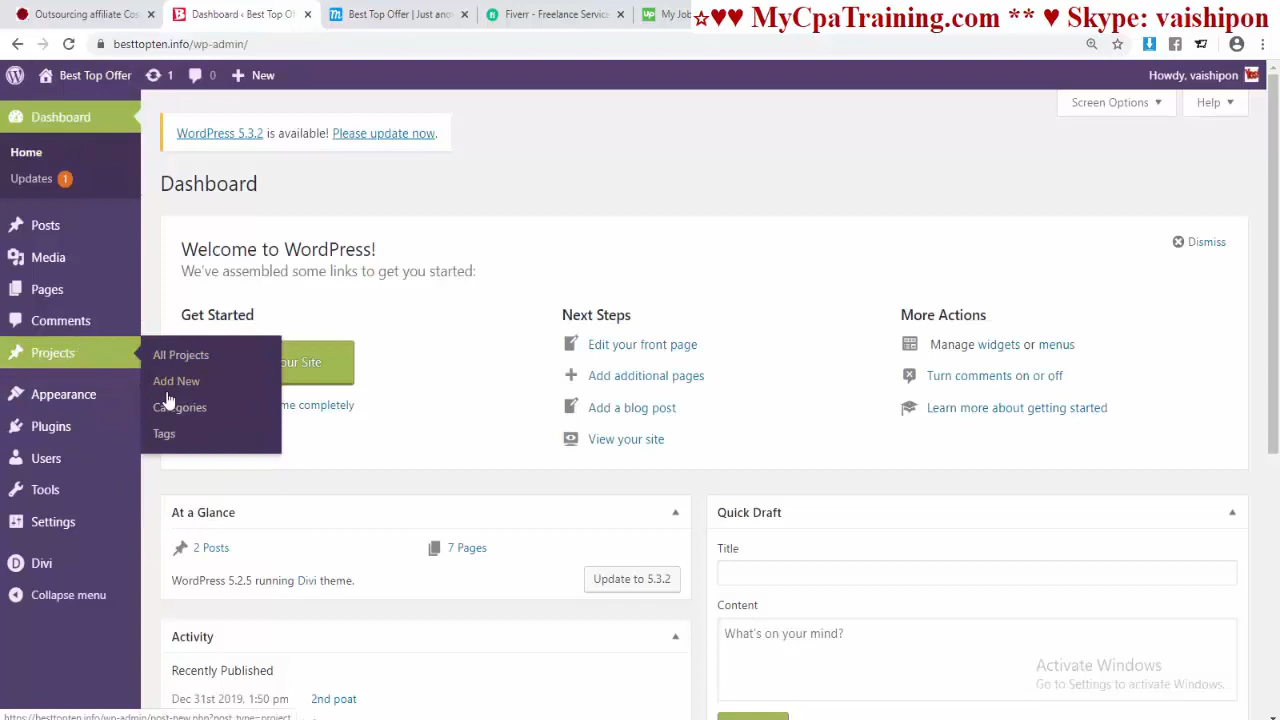 Outsourcing affiliate Co
Dashboard ‹ Best Top Offer
Best Top Offer | Just an
Fiverr - Freelance Servic
My Jo
☆♥♥ MyCpaTraining.com ** ♥ Skype: vaishipon
besttopten.info/wp-admin/
Best Top Offer 1 0 + New
Howdy, vaishipon
Screen Options ▼ Help ▼
Dashboard
Home
Updates 1
Posts
Media
Pages
Comments
Projects
Appearance
Plugins
Users
Tools
Settings
Divi
Collapse menu
All Projects
Add New
Categories
Tags
WordPress 5.3.2 is available! Please update now.
Dashboard
Welcome to WordPress!
We've assembled some links to get you started:
Dismiss
Get Started
our Site
me completely
Next Steps
Edit your front page
Add additional pages
Add a blog post
View your site
More Actions
Manage widgets or menus
Turn comments on or off
Learn more about getting started
At a Glance
2 Posts
7 Pages
WordPress 5.2.5 running Divi theme.
Update to 5.3.2
Activity
Recently Published
Dec 31st 2019, 1:50 pm 2nd poat
Quick Draft
Title
Content
What's on your mind?
Activate Windows
Go to Settings to activate Windows.
https://besttopten.info/wp-admin/post-new.php?post_type=project